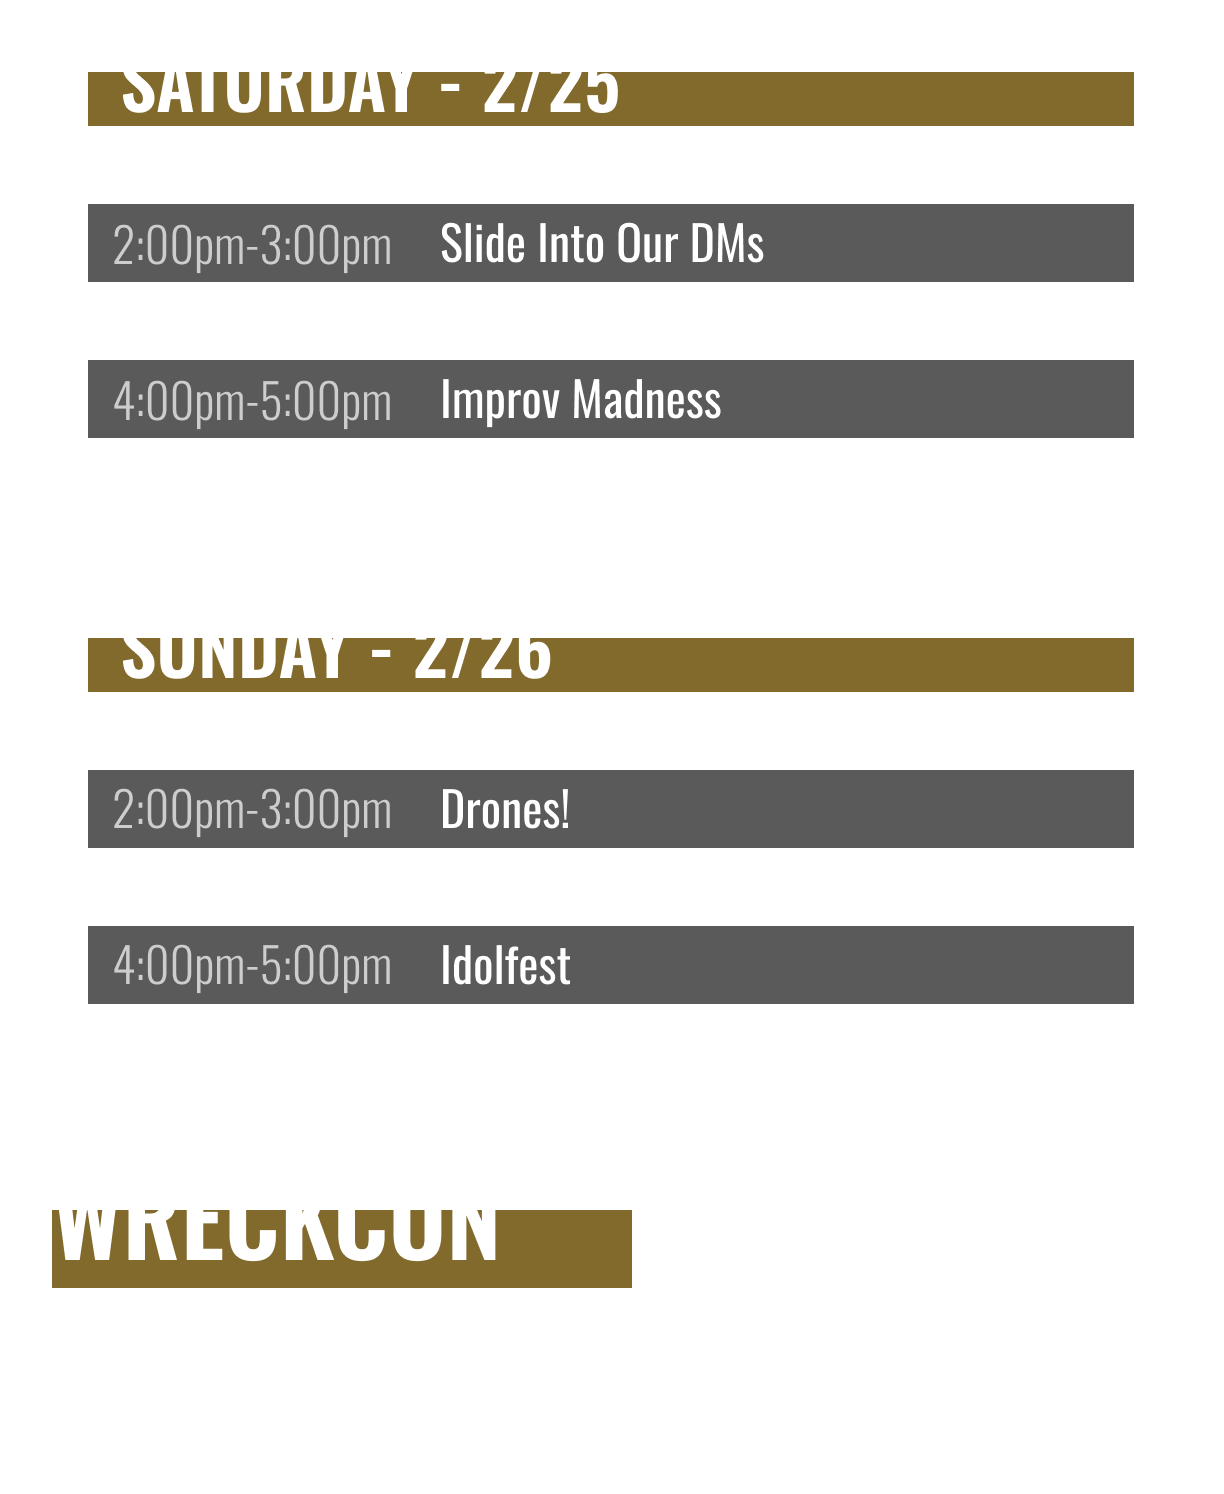 SATURDAY - 2/25
2:00pm-3:00pm Slide Into Our DMs
4:00pm-5:00pm Improv Madness
SUNDAY - 2/26
2:00pm-3:00pm Drones!
4:00pm-5:00pm Idolfest
WRECKCON